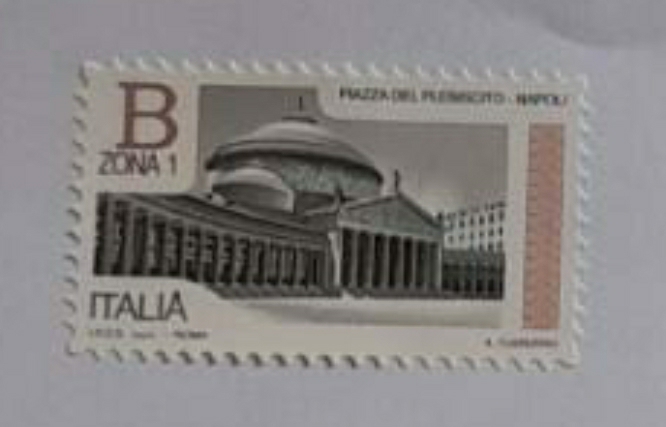 B
ZONA 1
PIAZZA DEL PLEBISCITO - NAPOLI
ITALIA